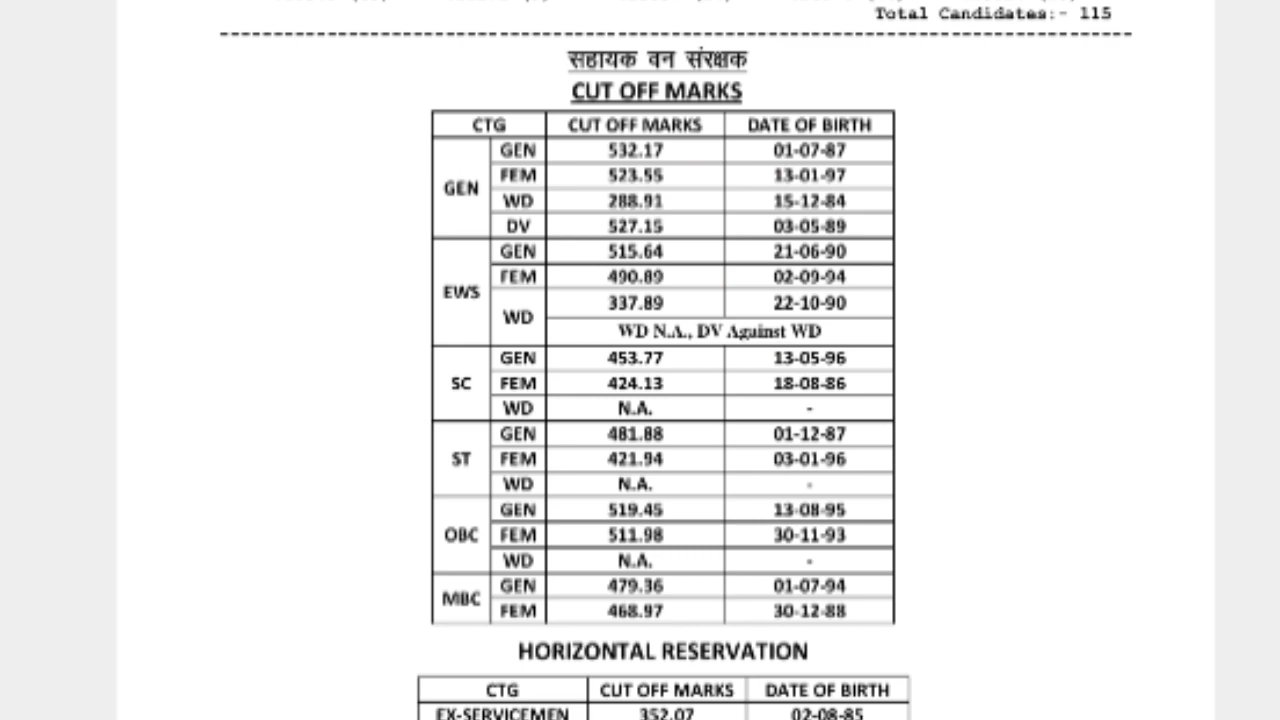 Total Candidates:- 115
सहायक वन संरक्षक
CUT OFF MARKS
CTG CUT OFF MARKS DATE OF BIRTH
GEN GEN 532.17 01-07-87
FEM 523.55 13-01-97
WD 288.91 15-12-84
DV 527.15 03-05-89
EWS GEN 515.64 21-06-90
FEM 490.89 02-09-94
WD 337.89 22-10-90
WD N.A., DV Against WD
SC GEN 453.77 13-05-96
FEM 424.13 18-08-86
WD N.A. -
ST GEN 481.88 01-12-87
FEM 421.94 03-01-96
WD N.A. -
OBC GEN 519.45 13-08-95
FEM 511.98 30-11-93
WD N.A. -
MBC GEN 479.36 01-07-94
FEM 468.97 30-12-88
HORIZONTAL RESERVATION
CTG CUT OFF MARKS DATE OF BIRTH
EX-SERVICEMEN 352.07 02-08-85